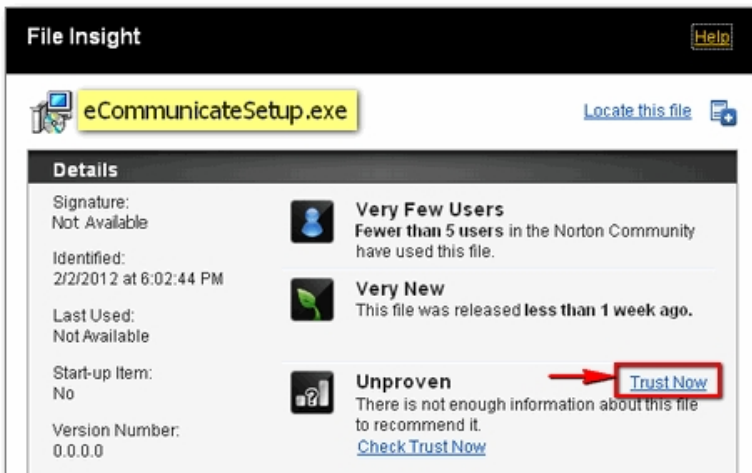 File Insight
Help
eCommunicateSetup.exe
Locate this file
Details
Signature:
Not Available
Identified:
2/2/2012 at 6:02:44 PM
Last Used:
Not Available
Start-up Item:
No
Version Number:
0.0.0.0
Very Few Users
Fewer than 5 users in the Norton Community
have used this file.
Very New
This file was released less than 1 week ago.
Unproven
Trust Now
There is not enough information about this file
to recommend it.
Check Trust Now